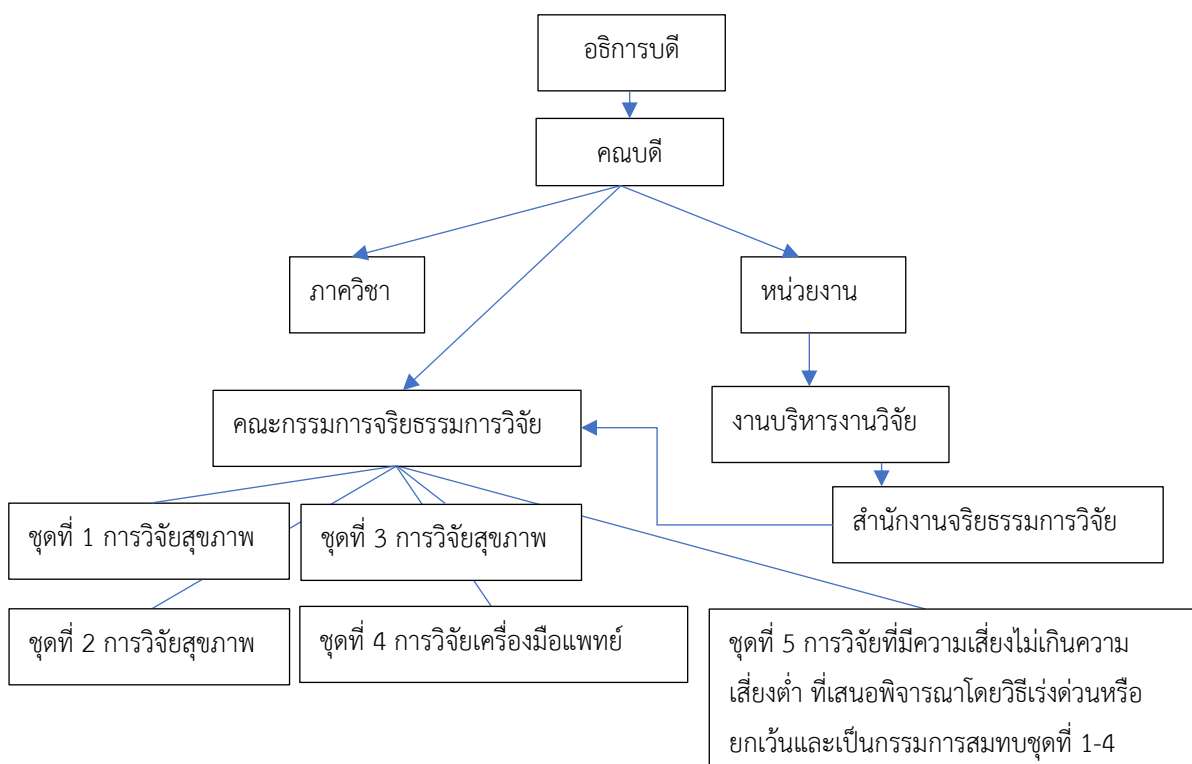 อธิการบดี
คณบดี
ภาควิชา
หน่วยงาน
คณะกรรมการจริยธรรมการวิจัย
งานบริหารงานวิจัย
สำนักงานจริยธรรมการวิจัย
ชุดที่ 1 การวิจัยสุขภาพ
ชุดที่ 3 การวิจัยสุขภาพ
ชุดที่ 2 การวิจัยสุขภาพ
ชุดที่ 4 การวิจัยเครื่องมือแพทย์
ชุดที่ 5 การวิจัยที่มีความเสี่ยงไม่เกินความ
เสี่ยงต่ำ ที่เสนอพิจารณาโดยวิธีเร่งด่วนหรือ
ยกเว้นและเป็นกรรมการสมทบชุดที่ 1-4